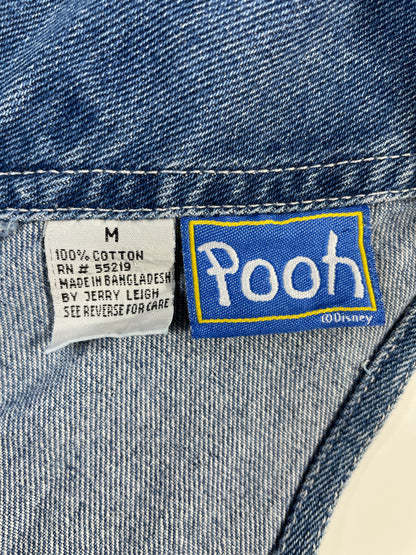 M
100% COTTON
RN # 55219
MADE IN BANGLADESH
BY JERRY LEIGH
SEE REVERSE FOR CARE
Pooh
©Disney